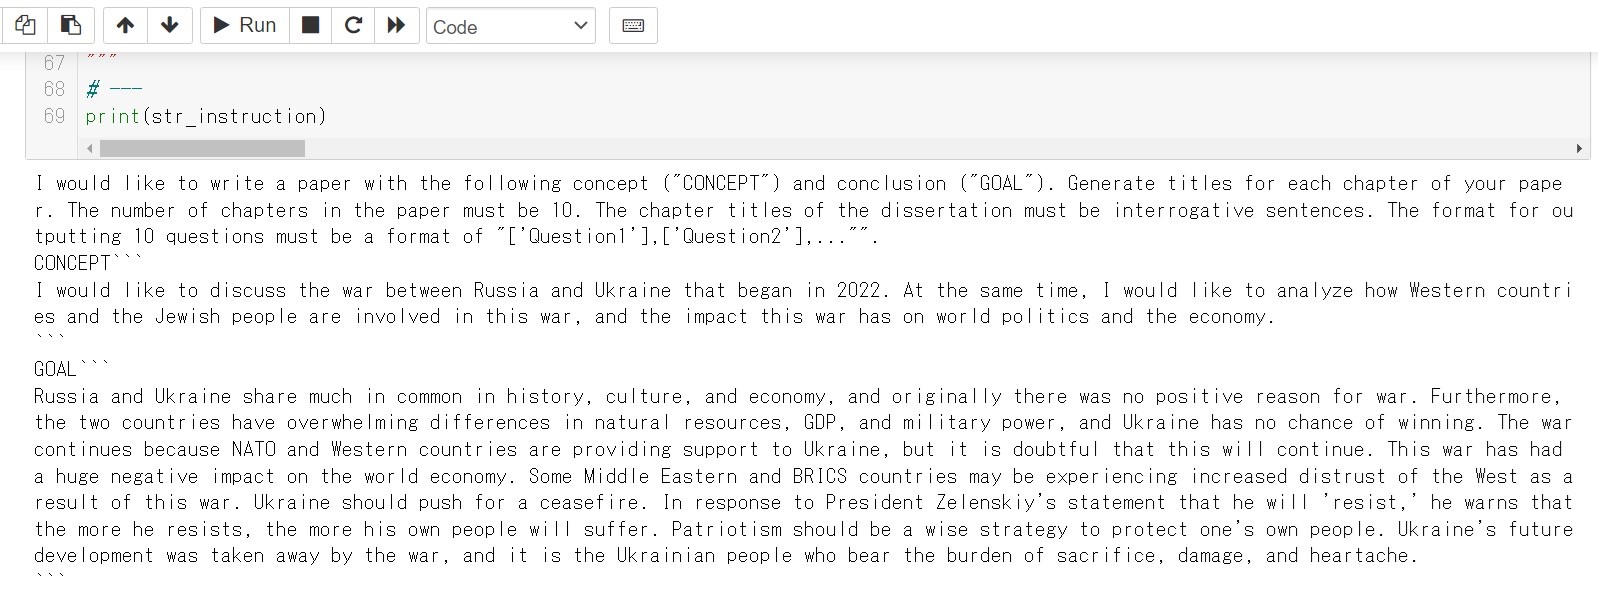 Run
Code
67 """
68 # ---
69 print(str_instruction)
I would like to write a paper with the following concept ("CONCEPT") and conclusion ("GOAL"). Generate titles for each chapter of your pape
r. The number of chapters in the paper must be 10. The chapter titles of the dissertation must be interrogative sentences. The format for ou
tputting 10 questions must be a format of "['Question1'],['Question2'],..."".
CONCEPT```
I would like to discuss the war between Russia and Ukraine that began in 2022. At the same time, I would like to analyze how Western countri
es and the Jewish people are involved in this war, and the impact this war has on world politics and the economy.
```
GOAL```
Russia and Ukraine share much in common in history, culture, and economy, and originally there was no positive reason for war. Furthermore,
the two countries have overwhelming differences in natural resources, GDP, and military power, and Ukraine has no chance of winning. The war
continues because NATO and Western countries are providing support to Ukraine, but it is doubtful that this will continue. This war has had
a huge negative impact on the world economy. Some Middle Eastern and BRICS countries may be experiencing increased distrust of the West as a
result of this war. Ukraine should push for a ceasefire. In response to President Zelenskiy's statement that he will 'resist,' he warns that
the more he resists, the more his own people will suffer. Patriotism should be a wise strategy to protect one's own people. Ukraine's future
development was taken away by the war, and it is the Ukrainian people who bear the burden of sacrifice, damage, and heartache.
```